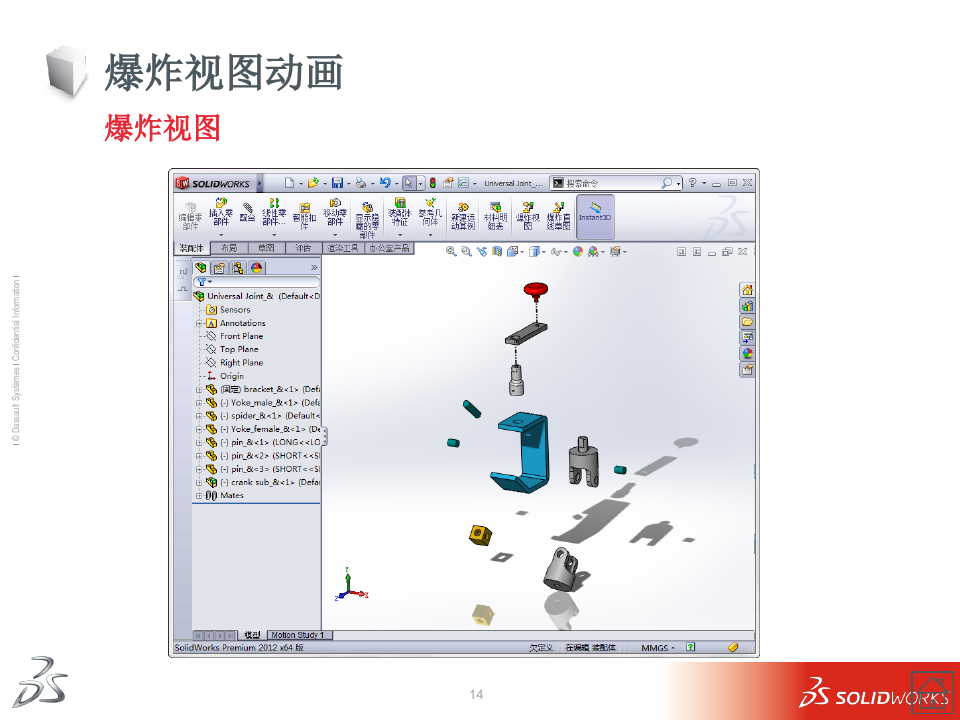 爆炸视图动画
爆炸视图
SOLIDWORKS
Universal Joint_...
搜索命令
编辑零部件
插入零部件
配合
线性零部件...
智能扣件
移动零部件
显示隐藏的零部件
装配体特征
参考几何体
新建运动算例
材料明细表
爆炸视图
爆炸直线草图
Instant3D
装配体 布局 草图 评估 渲染工具 办公室产品
Universal Joint_& (Default<D
Sensors
Annotations
Front Plane
Top Plane
Right Plane
Origin
(固定) bracket_&<1> (Defa
(-) Yoke_male_&<1> (Defa
(-) spider_&<1> (Default<
(-) Yoke_female_&<1> (De
(-) pin_&<1> (LONG<<LO
(-) pin_&<2> (SHORT<<SI
(-) pin_&<3> (SHORT<<SI
(-) crank sub_&<1> (Defau
Mates
模型 Motion Study 1
SolidWorks Premium 2012 x64 版
欠定义 在编辑 装配体 MMGS
I © Dassault Systèmes I Confidential Information I
14
SOLIDWORKS